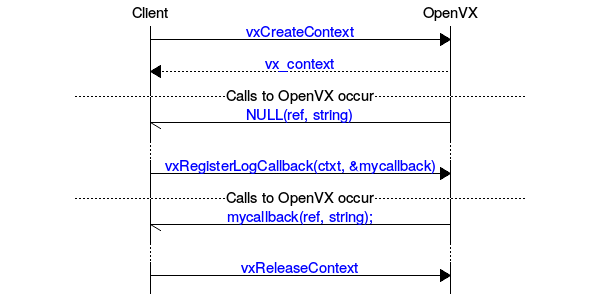 Client OpenVX
vxCreateContext
vx_context
Calls to OpenVX occur
NULL(ref, string)
vxRegisterLogCallback(ctxt, &mycallback)
Calls to OpenVX occur
mycallback(ref, string);
vxReleaseContext